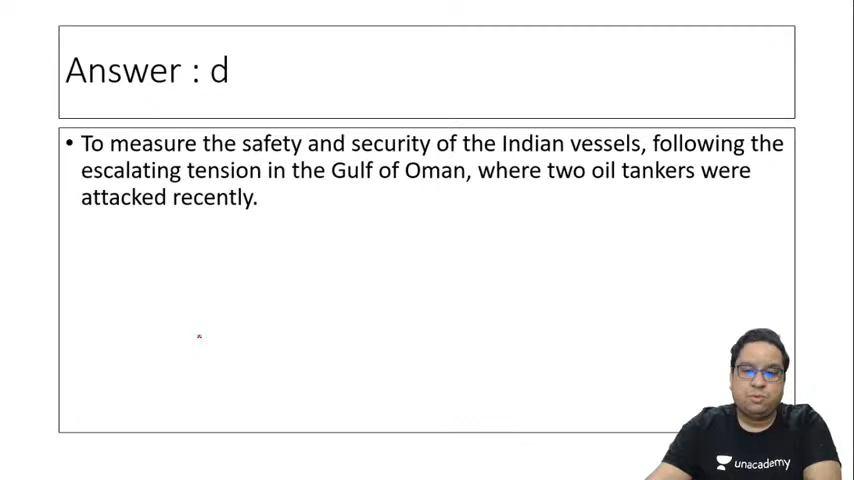 Answer : d
• To measure the safety and security of the Indian vessels, following the
escalating tension in the Gulf of Oman, where two oil tankers were
attacked recently.
unacademy